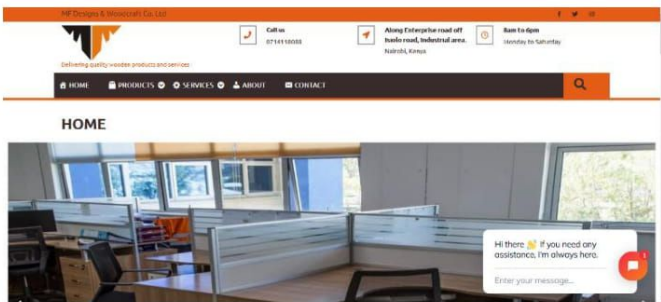 MF Designs & Woodcraft Co. Ltd
Call us
0714118088
Along Enterprise road off
Isuolo road, Industrial area.
Nairobi, Kenya
8am to 6pm
Monday to Saturday
Delivering quality wooden products and services
HOME
PRODUCTS
SERVICES
ABOUT
CONTACT
HOME
Hi there 👋 If you need any
assistance, I'm always here.
Enter your message...
1